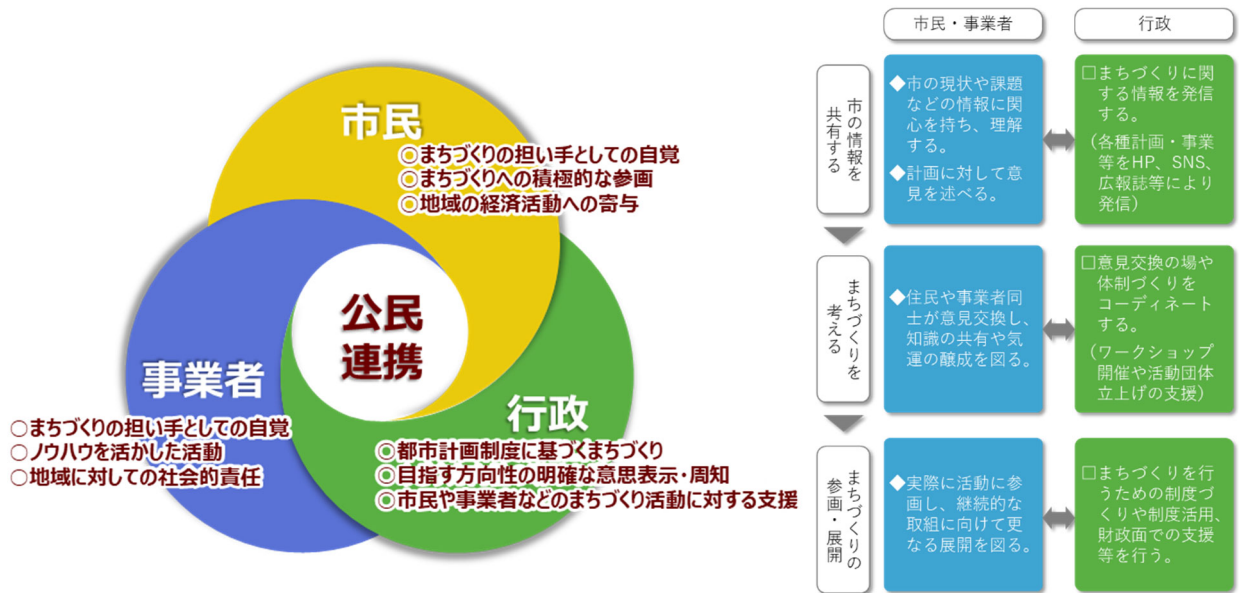 市民
○まちづくりの担い手としての自覚
○まちづくりへの積極的な参画
○地域の経済活動への寄与
公民
連携
事業者
○まちづくりの担い手としての自覚
○ノウハウを活かした活動
○地域に対しての社会的責任
行政
○都市計画制度に基づくまちづくり
○目指す方向性の明確な意思表示・周知
○市民や事業者などのまちづくり活動に対する支援
市民・事業者
行政
市の情報を
共有する
◆市の現状や課題
などの情報に関
心を持ち、理解
する。
◆計画に対して意
見を述べる。
□まちづくりに関
する情報を発信
する。
(各種計画・事業
等をHP、SNS、
広報誌等により
発信)
まちづくりを
考える
◆住民や事業者同
士が意見交換し、
知識の共有や気
運の醸成を図る。
□意見交換の場や
体制づくりを
コーディネート
する。
(ワークショップ
開催や活動団体
立上げの支援)
まちづくりの
参画・展開
◆実際に活動に参
画し、継続的な
取組に向けて更
なる展開を図る。
□まちづくりを行
うための制度づ
くりや制度活用、
財政面での支援
等を行う。